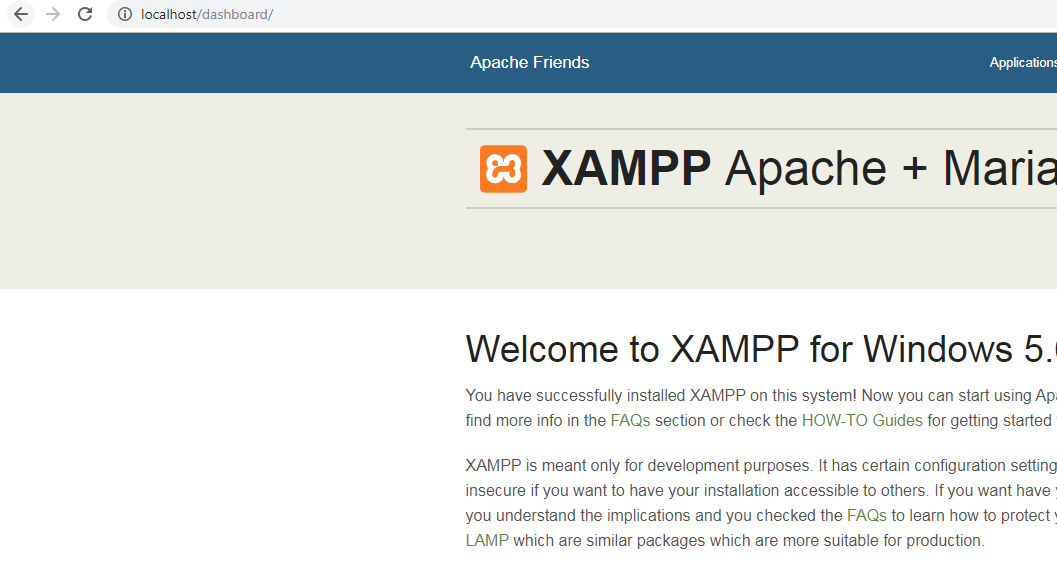 localhost/dashboard/
Apache Friends
Applications
XAMPP Apache + Maria
Welcome to XAMPP for Windows 5.
You have successfully installed XAMPP on this system! Now you can start using Apa
find more info in the FAQs section or check the HOW-TO Guides for getting started
XAMPP is meant only for development purposes. It has certain configuration setting
insecure if you want to have your installation accessible to others. If you want have
you understand the implications and you checked the FAQs to learn how to protect
LAMP which are similar packages which are more suitable for production.